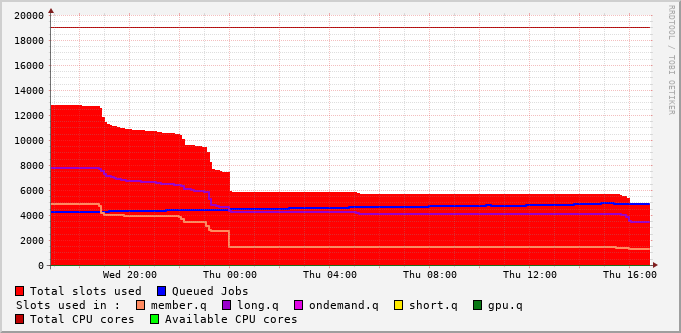 20000
18000
16000
14000
12000
10000
8000
6000
4000
2000
0
Wed 20:00 Thu 00:00 Thu 04:00 Thu 08:00 Thu 12:00 Thu 16:00
RRDTOOL / TOBI OETIKER
Total slots used Queued Jobs
Slots used in : member.q long.q ondemand.q short.q gpu.q
Total CPU cores Available CPU cores